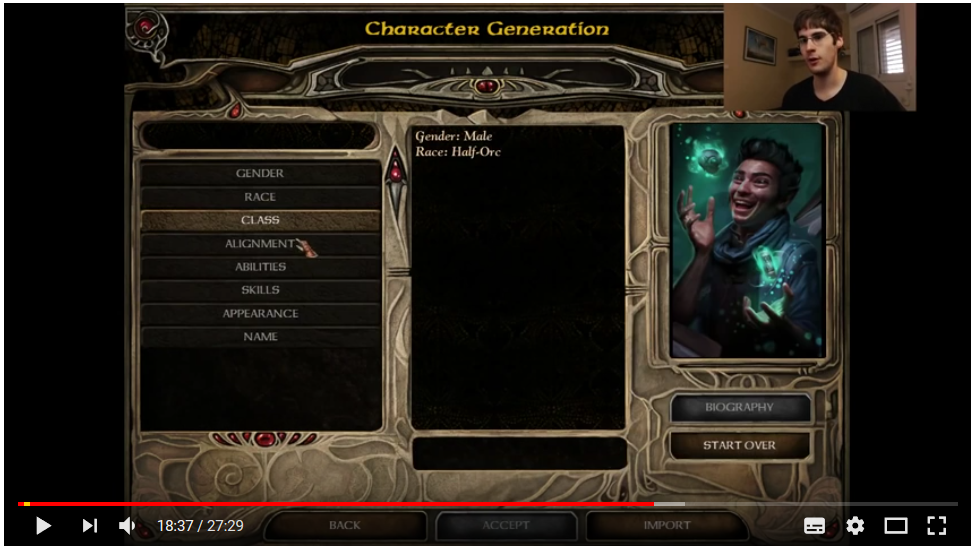 Character Generation
Gender: Male
Race: Half-Orc
GENDER
RACE
CLASS
ALIGNMENT
ABILITIES
SKILLS
APPEARANCE
NAME
BIOGRAPHY
START OVER
BACK
ACCEPT
IMPORT
18:37 / 27:29